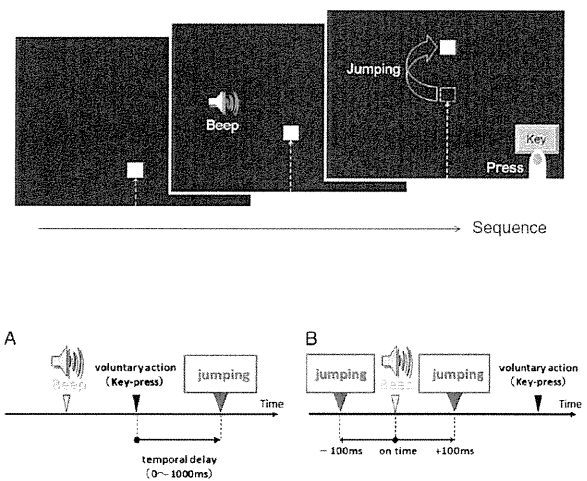 Jumping
Beep
Key
Press
Sequence
A
Beep
voluntary action
(Key-press)
jumping
Time
temporal delay
(0～1000ms)
B
jumping
Beep
jumping
voluntary action
(Key-press)
Time
－100ms on time +100ms